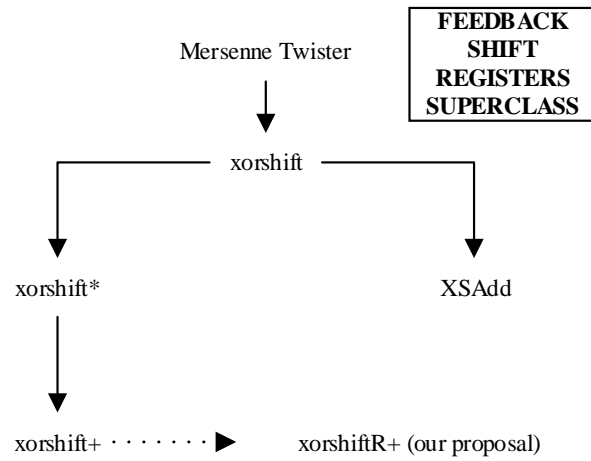 FEEDBACK
SHIFT
REGISTERS
SUPERCLASS
Mersenne Twister
xorshift
xorshift*
XSAdd
xorshift+
xorshiftR+ (our proposal)